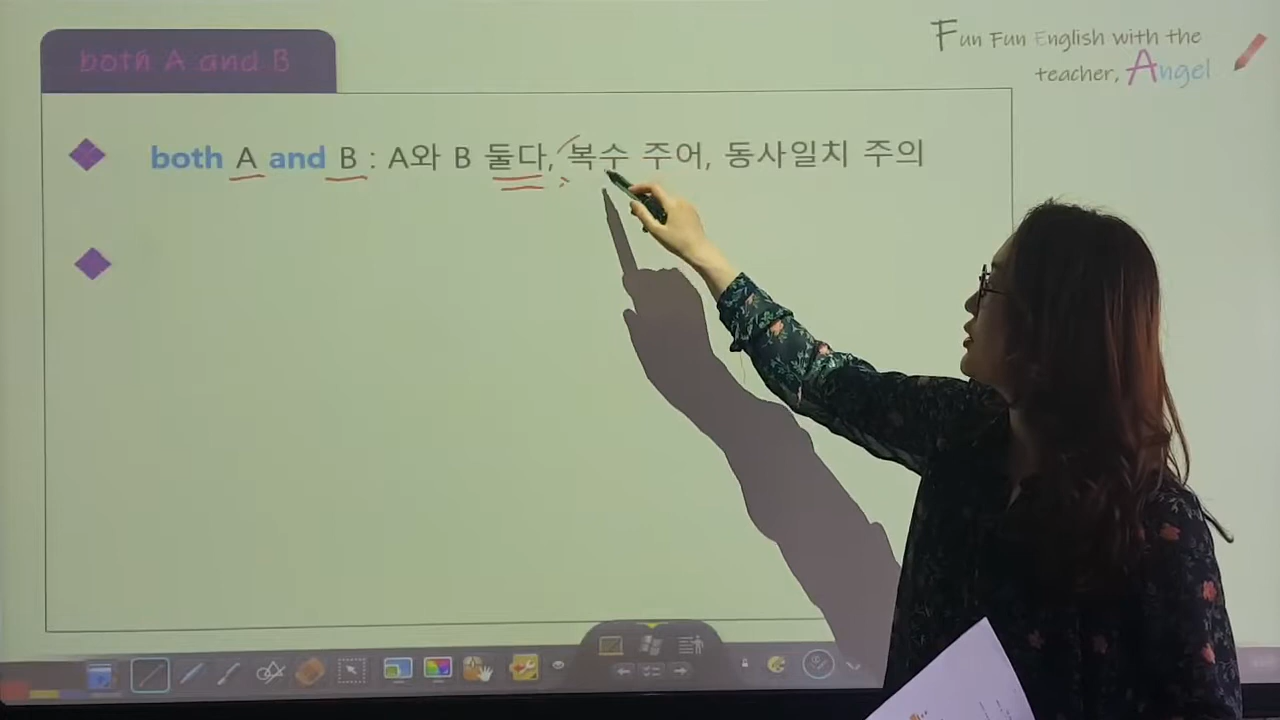 both A and B
Fun Fun English with the
teacher, Angel
both A and B : A와 B 둘다, 복수 주어, 동사일치 주의